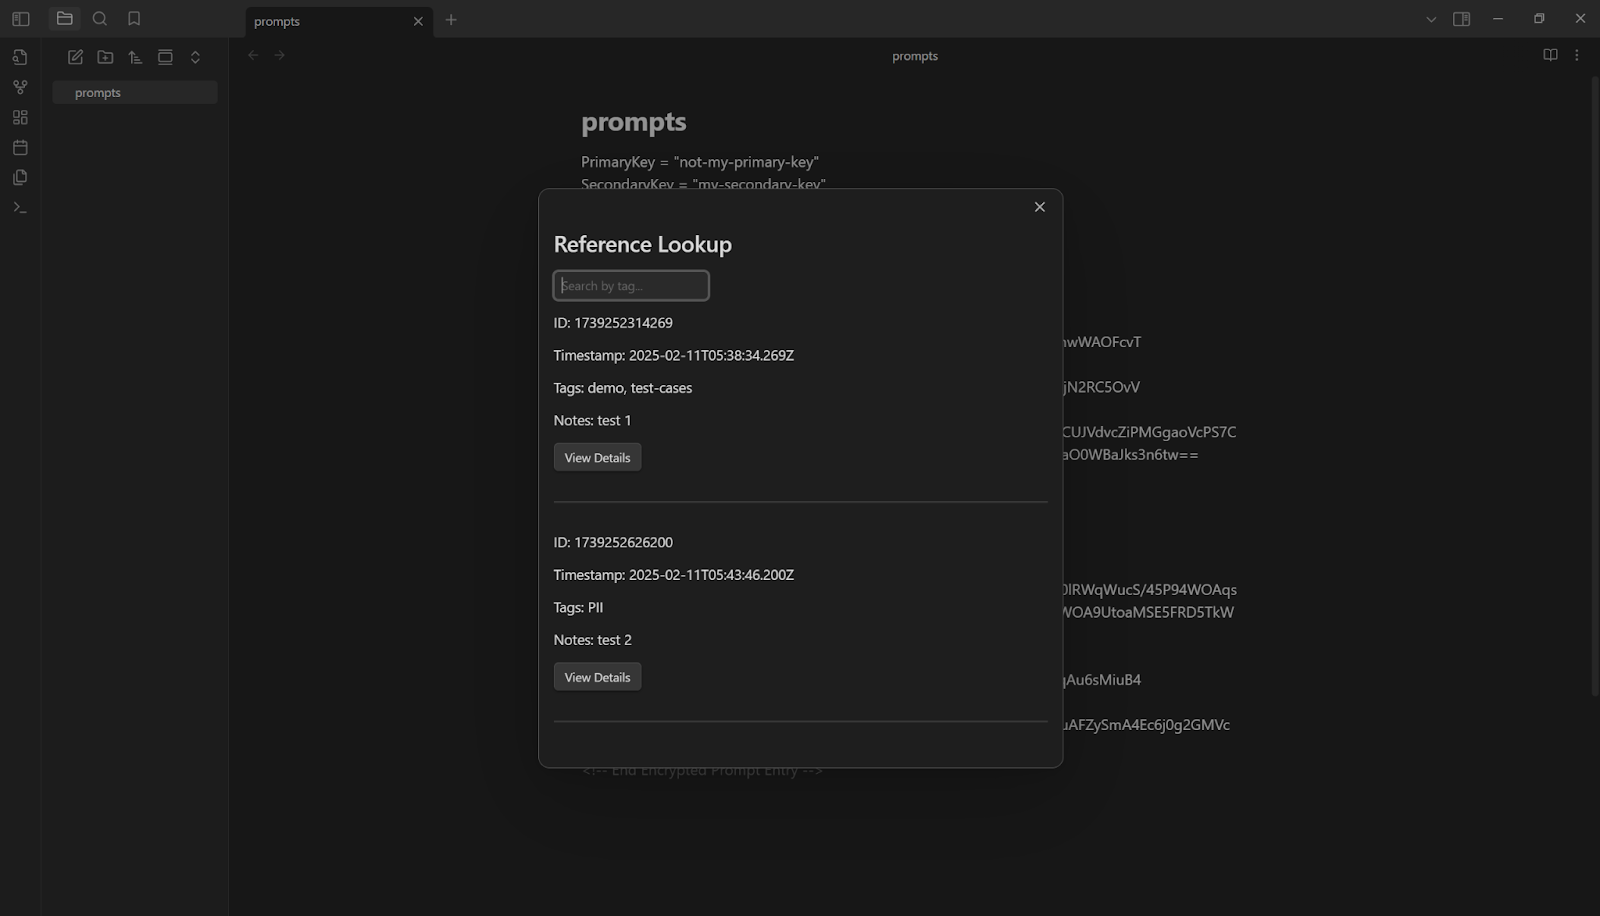 prompts
prompts
prompts
prompts
PrimaryKey = "not-my-primary-key"
SecondaryKey = "my-secondary-key"
Reference Lookup
Search by tag...
ID: 1739252314269
Timestamp: 2025-02-11T05:38:34.269Z
wWAOFcvT
Tags: demo, test-cases
jN2RC5OvV
Notes: test 1
CUJVdvcZiPMGgaoVcPS7C
View Details
aO0WBaJks3n6tw==
ID: 1739252626200
Timestamp: 2025-02-11T05:43:46.200Z
IRWqWucS/45P94WOAqs
Tags: PII
WOA9UtoaMSE5FRD5TkW
Notes: test 2
View Details
Au6sMiuB4
AFZySmA4Ec6j0g2GMVc
<!-- End Encrypted Prompt Entry -->